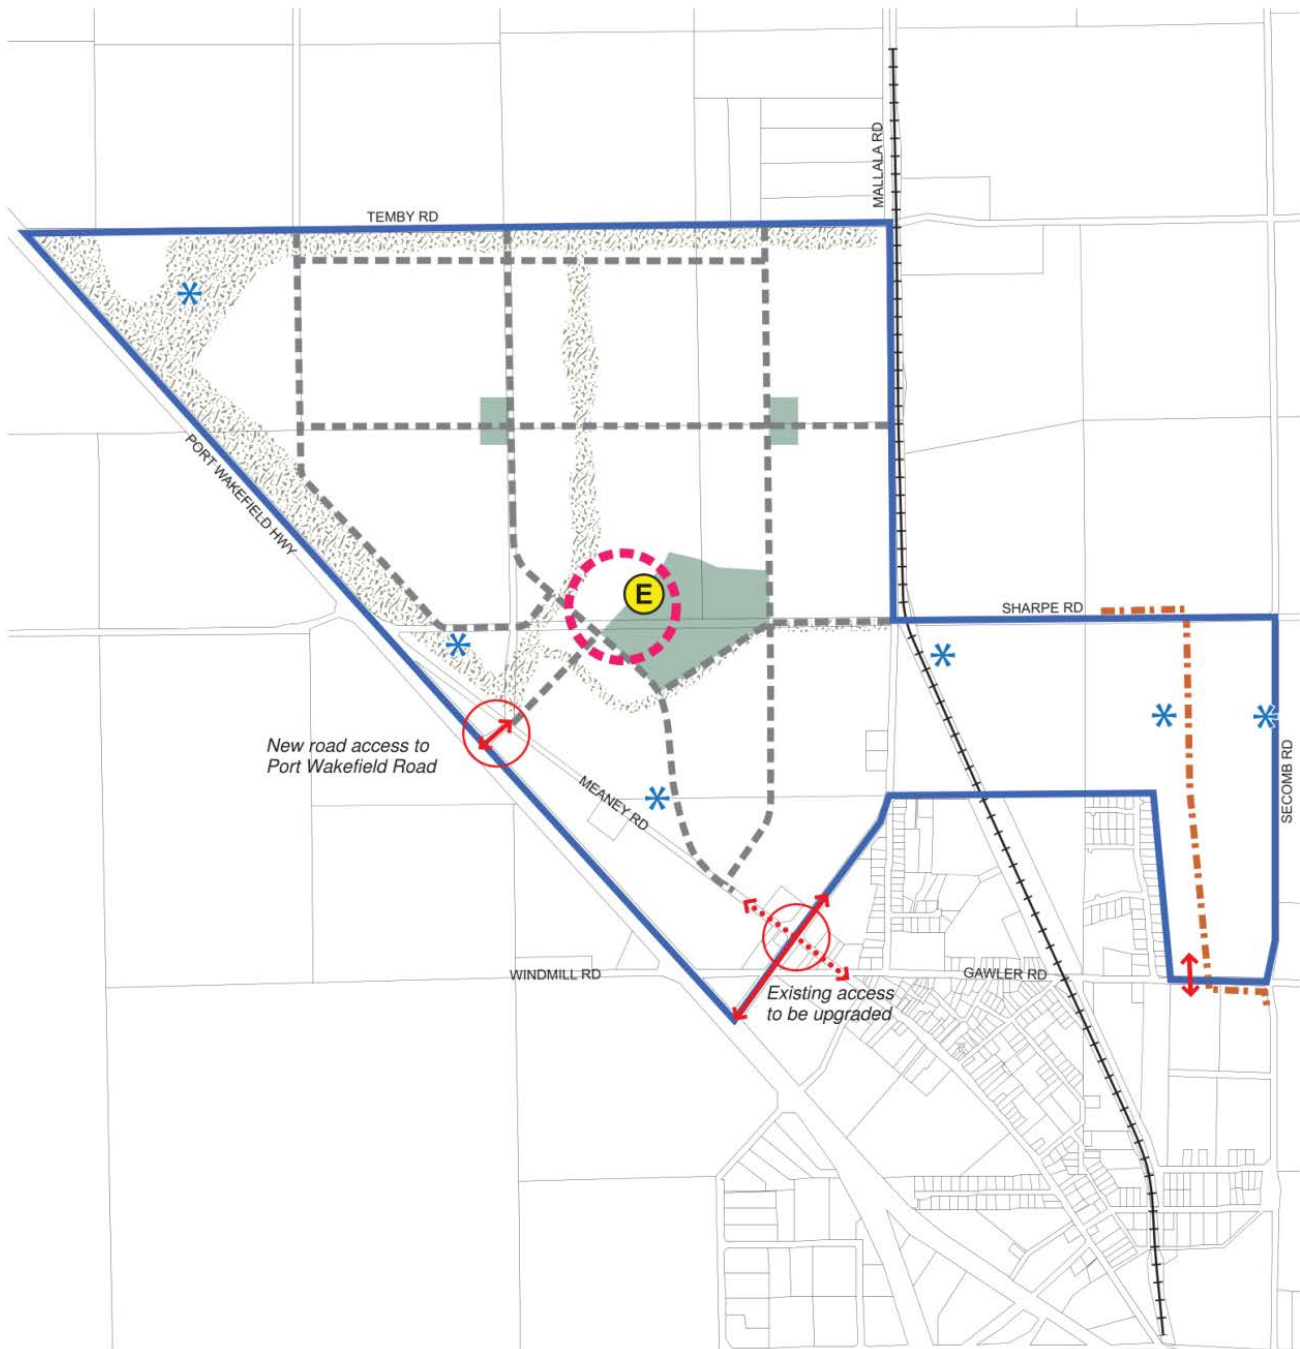 TEMBY RD
MALLALA RD
PORT WAKEFIELD HWY
E
SHARPE RD
New road access to
Port Wakefield Road
MEANEY RD
SECOMB RD
WINDMILL RD
GAWLER RD
Existing access
to be upgraded